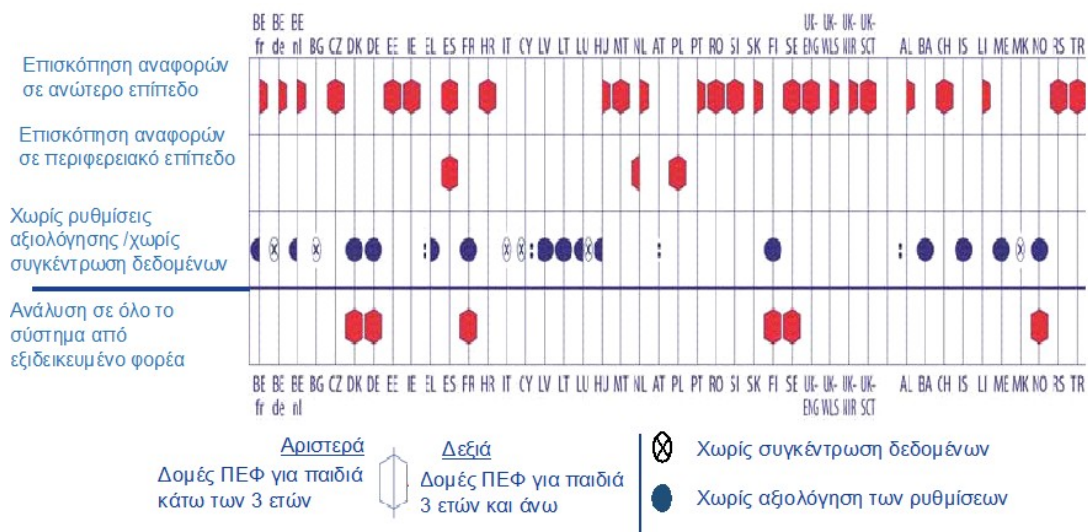 BE BE BE UK- UK- UK- UK-
fr de nl BG CZ DK DE EE IE EL ES FR HR IT CY LV LT LU HU MT NL AT PL PT RO SI SK FI SE ENG WLS NIR SCT AL BA CH IS LI ME MK NO RS TR
Επισκόπηση αναφορών
σε ανώτερο επίπεδο
Επισκόπηση αναφορών
σε περιφερειακό επίπεδο
Χωρίς ρυθμίσεις
αξιολόγησης /χωρίς
συγκέντρωση δεδομένων
Ανάλυση σε όλο το
σύστημα από
εξιδεικευμένο φορέα
BE BE BE BG CZ DK DE EE IE EL ES FR HR IT CY LV LT LU HU MT NL AT PL PT RO SI SK FI SE UK- UK- UK- UK- AL BA CH IS LI ME MK NO RS TR
fr de nl ENG WLS NIR SCT
Αριστερά
Δομές ΠΕΦ για παιδιά
κάτω των 3 ετών
Δεξιά
Δομές ΠΕΦ για παιδιά
3 ετών και άνω
Χωρίς συγκέντρωση δεδομένων
Χωρίς αξιολόγηση των ρυθμίσεων